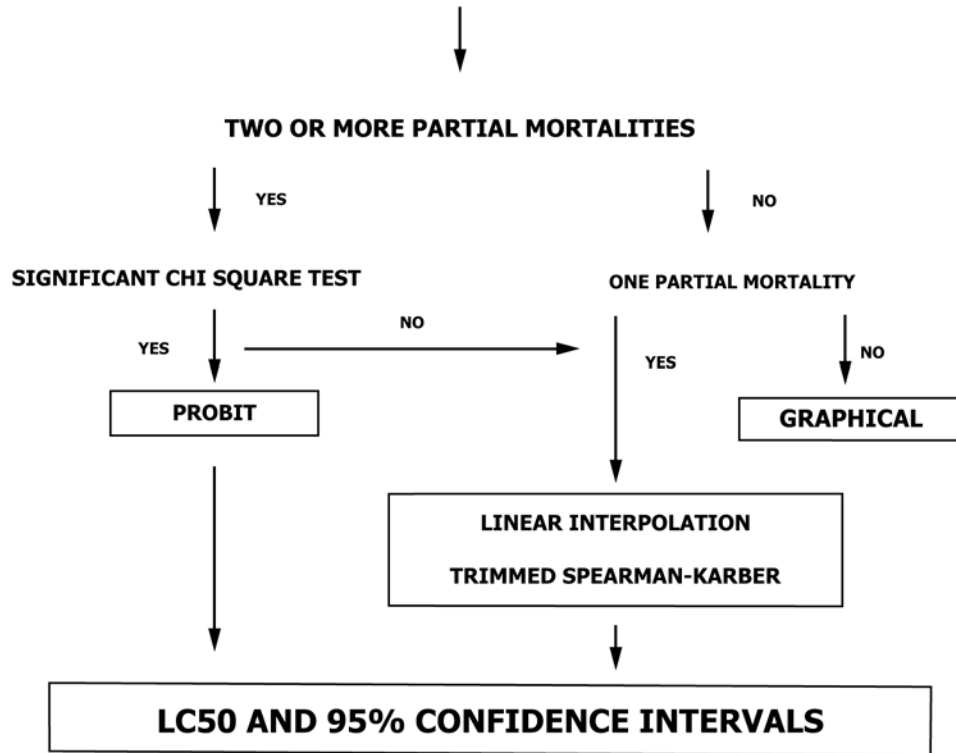 TWO OR MORE PARTIAL MORTALITIES
YES
NO
SIGNIFICANT CHI SQUARE TEST
ONE PARTIAL MORTALITY
NO
YES
YES
NO
PROBIT
GRAPHICAL
LINEAR INTERPOLATION
TRIMMED SPEARMAN-KARBER
LC50 AND 95% CONFIDENCE INTERVALS